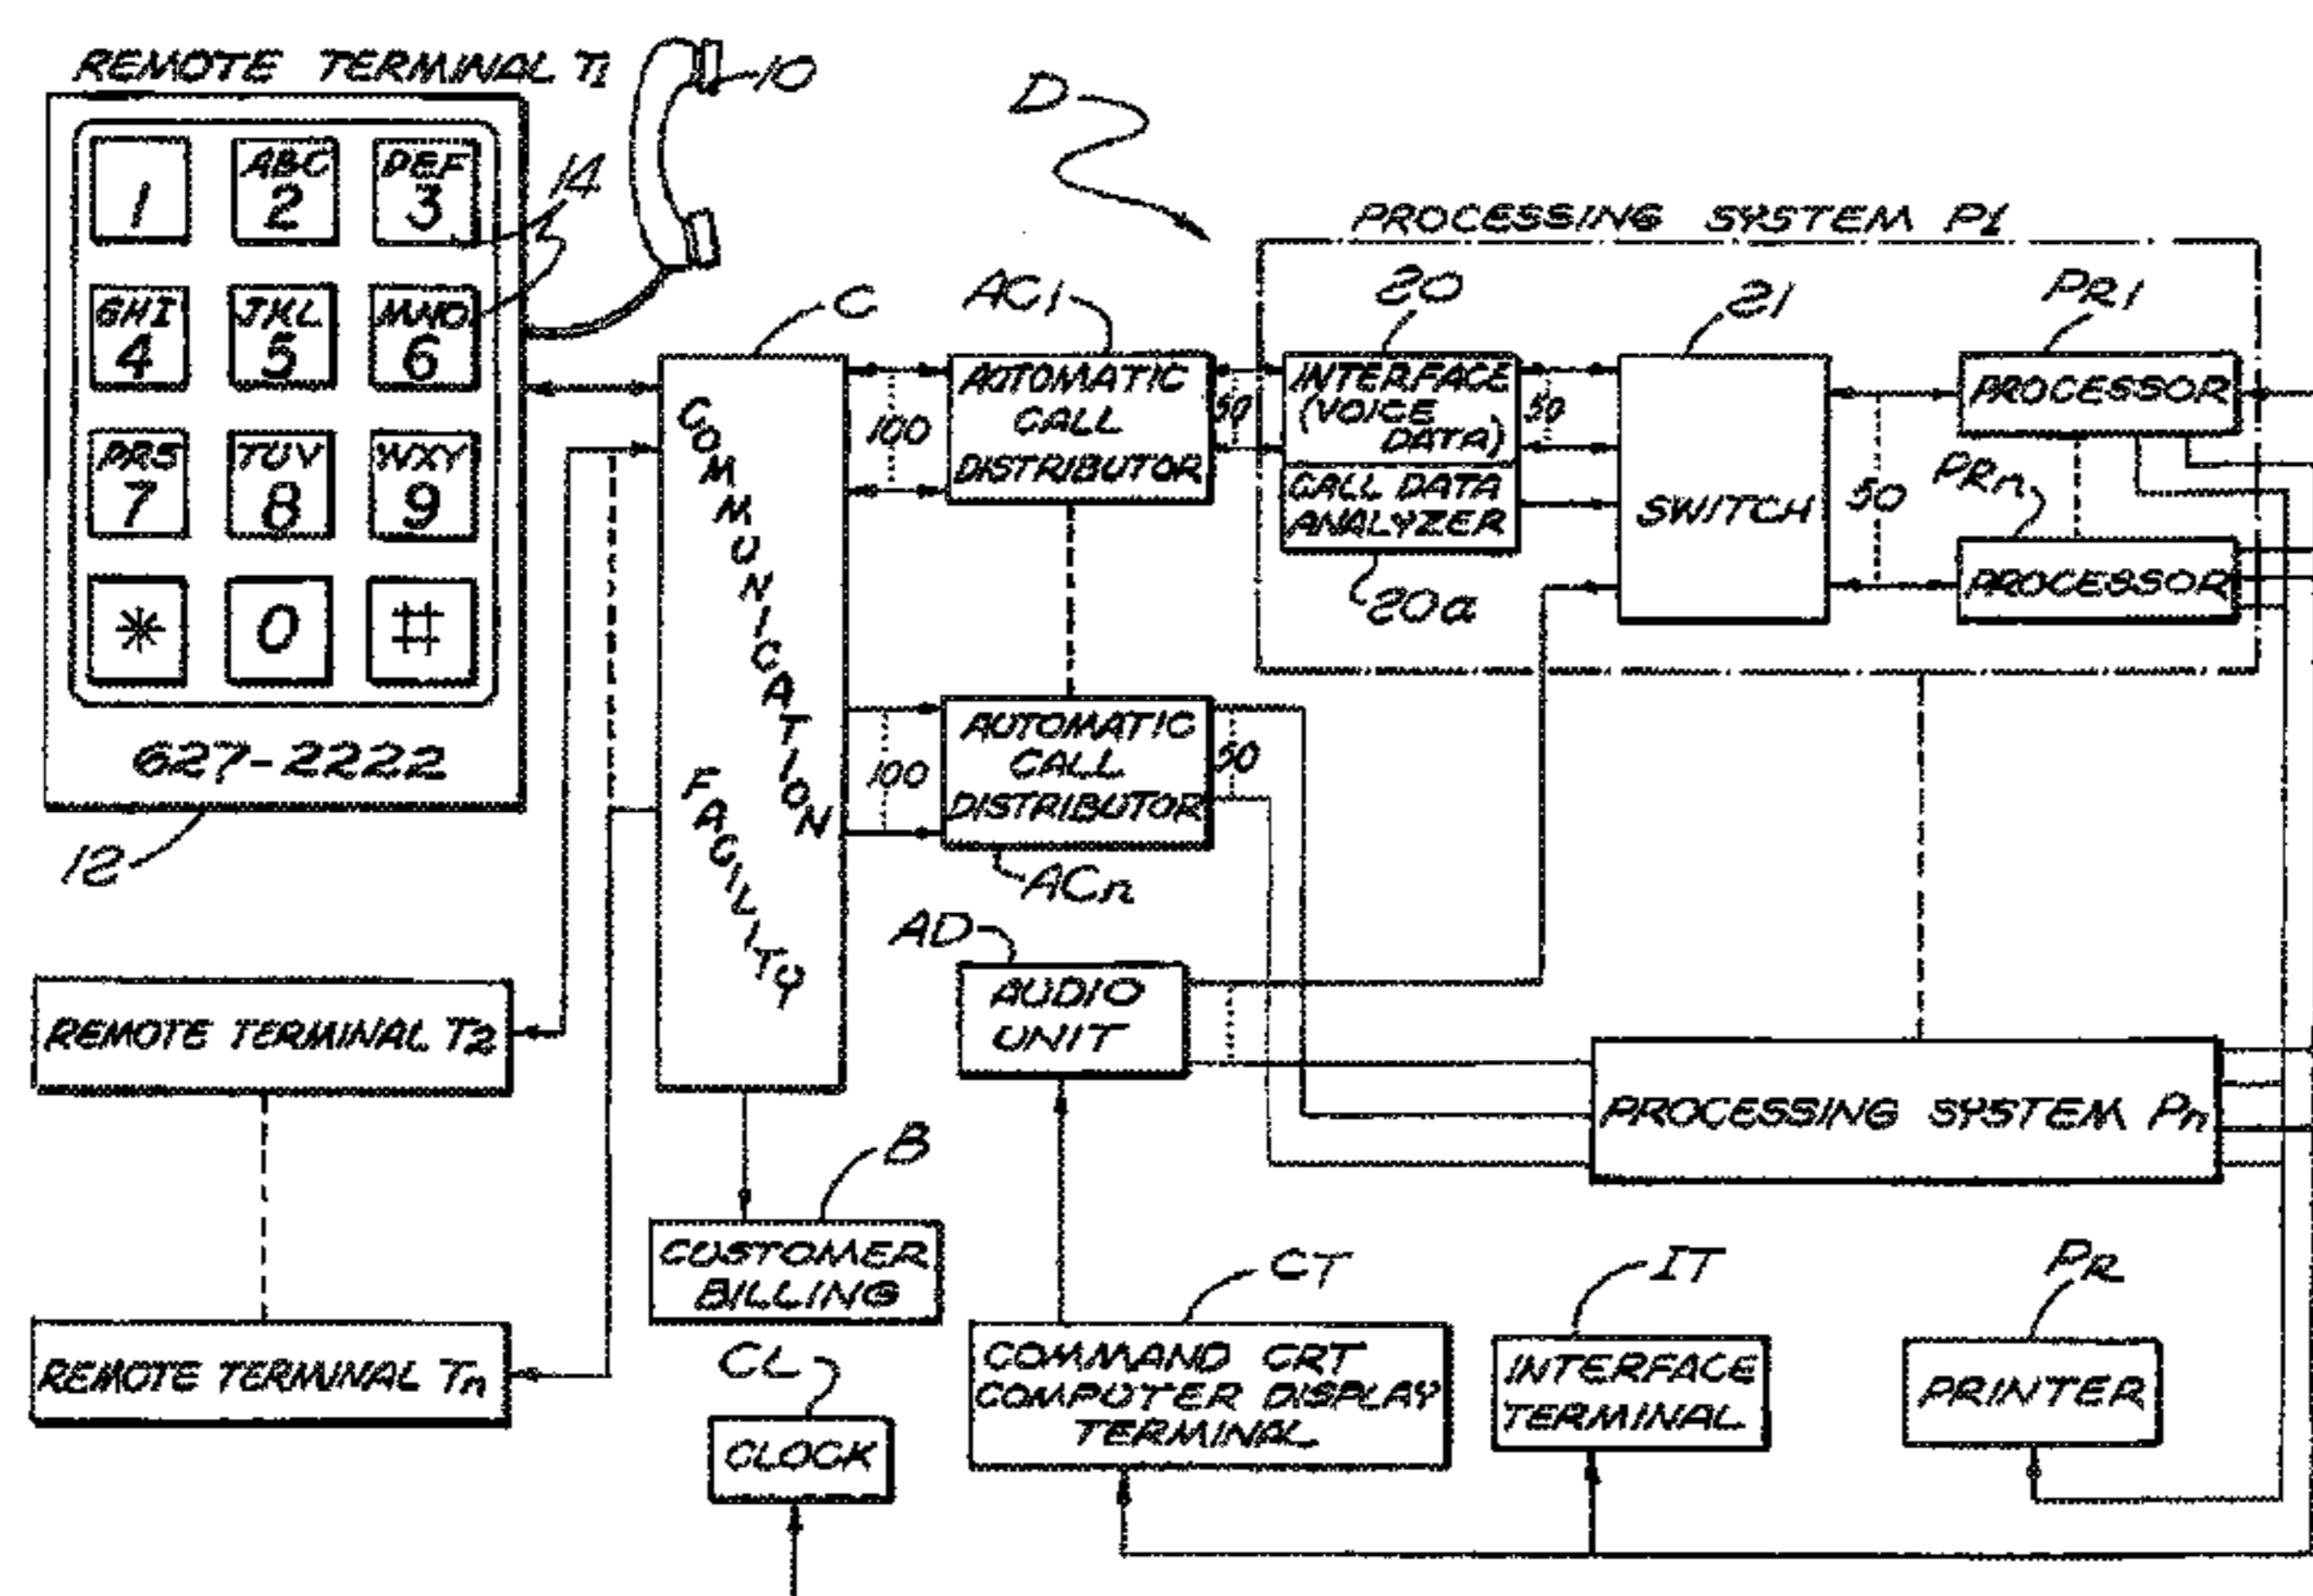 REMOTE TERMINAL T1
10
D
1
ABC
2
DEF
3
14
GHI
4
JKL
5
MNO
6
PRS
7
TUV
8
WXY
9
*
0
#
627-2222
12
REMOTE TERMINAL T2
REMOTE TERMINAL Tn
C
COMMUNICATION
FACILITY
100
100
AC1
AUTOMATIC
CALL
DISTRIBUTOR
50
AUTOMATIC
CALL
DISTRIBUTOR
50
ACn
PROCESSING SYSTEM P1
20
INTERFACE
(VOICE
DATA)
CALL DATA
ANALYZER
20a
50
21
SWITCH
50
PR1
PROCESSOR
PRn
PROCESSOR
AD
AUDIO
UNIT
PROCESSING SYSTEM Pn
B
CUSTOMER
BILLING
CL
CLOCK
CT
COMMAND CRT
COMPUTER DISPLAY
TERMINAL
IT
INTERFACE
TERMINAL
PR
PRINTER